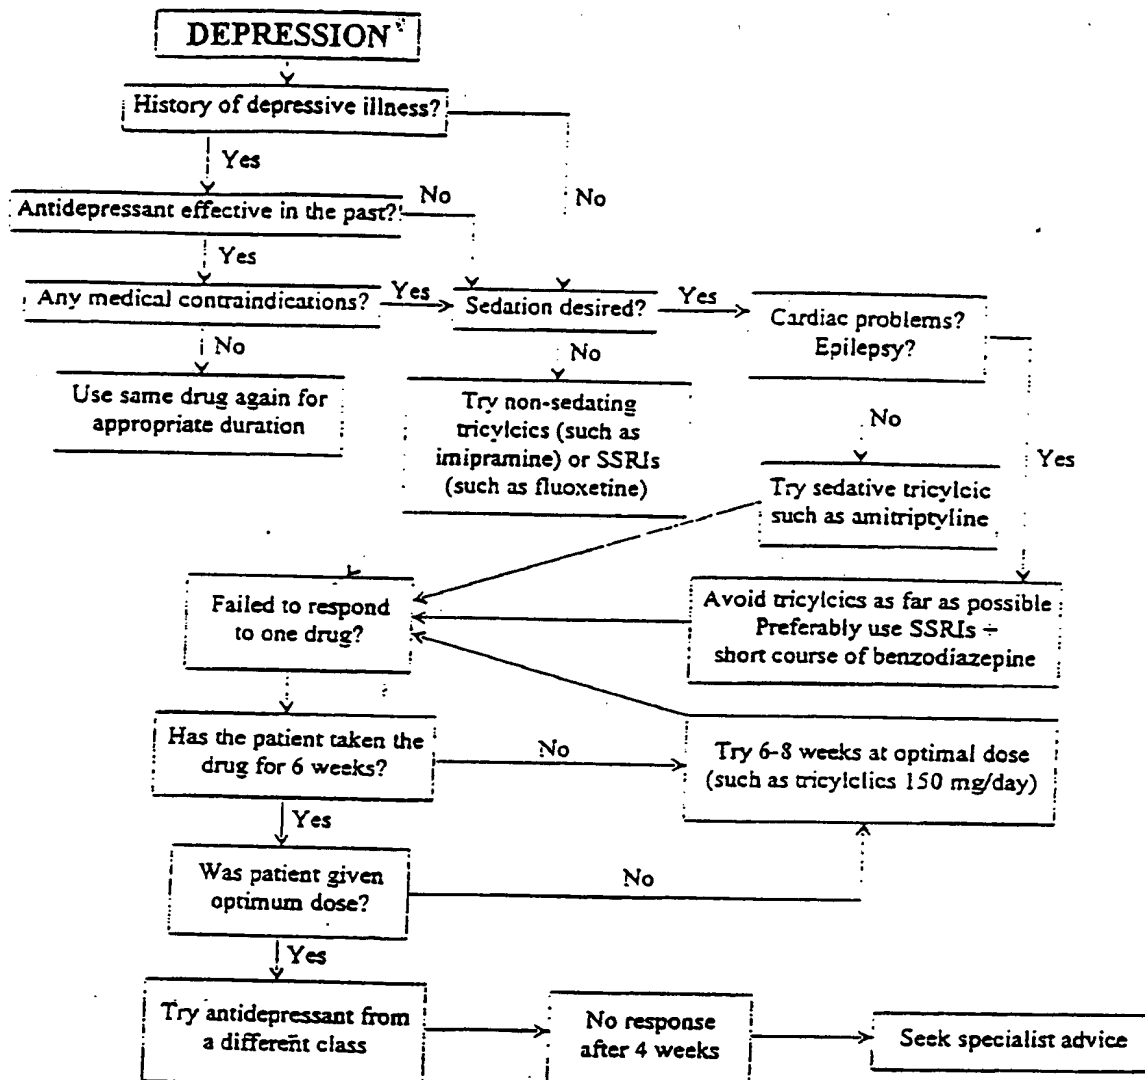 DEPRESSION
History of depressive illness?
Yes
No
No
Antidepressant effective in the past?
Yes
Any medical contraindications?
Yes
Sedation desired?
Yes
Cardiac problems?
Epilepsy?
No
No
Yes
Use same drug again for
appropriate duration
Try non-sedating
tricylcics (such as
imipramine) or SSRIs
(such as fluoxetine)
Try sedative tricylcic
such as amitriptyline
Failed to respond
to one drug?
Avoid tricylcics as far as possible
Preferably use SSRIs ÷
short course of benzodiazepine
Has the patient taken the
drug for 6 weeks?
No
Try 6-8 weeks at optimal dose
(such as tricylclics 150 mg/day)
Yes
Was patient given
optimum dose?
No
Yes
Try antidepressant from
a different class
No response
after 4 weeks
Seek specialist advice